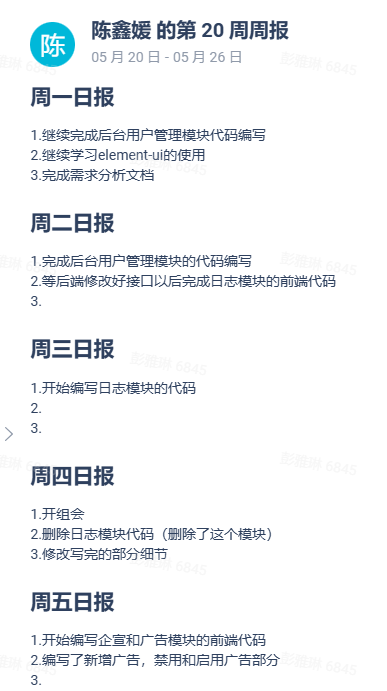 陈
陈鑫媛 的第 20 周周报
05 月 20 日 - 05 月 26 日
周一日报
1.继续完成后台用户管理模块代码编写
2.继续学习element-ui的使用
3.完成需求分析文档
周二日报
1.完成后台用户管理模块的代码编写
2.等后端修改好接口以后完成日志模块的前端代码
3.
周三日报
1.开始编写日志模块的代码
2.
3.
周四日报
1.开组会
2.删除日志模块代码（删除了这个模块）
3.修改写完的部分细节
周五日报
1.开始编写企宣和广告模块的前端代码
2.编写了新增广告，禁用和启用广告部分
3.